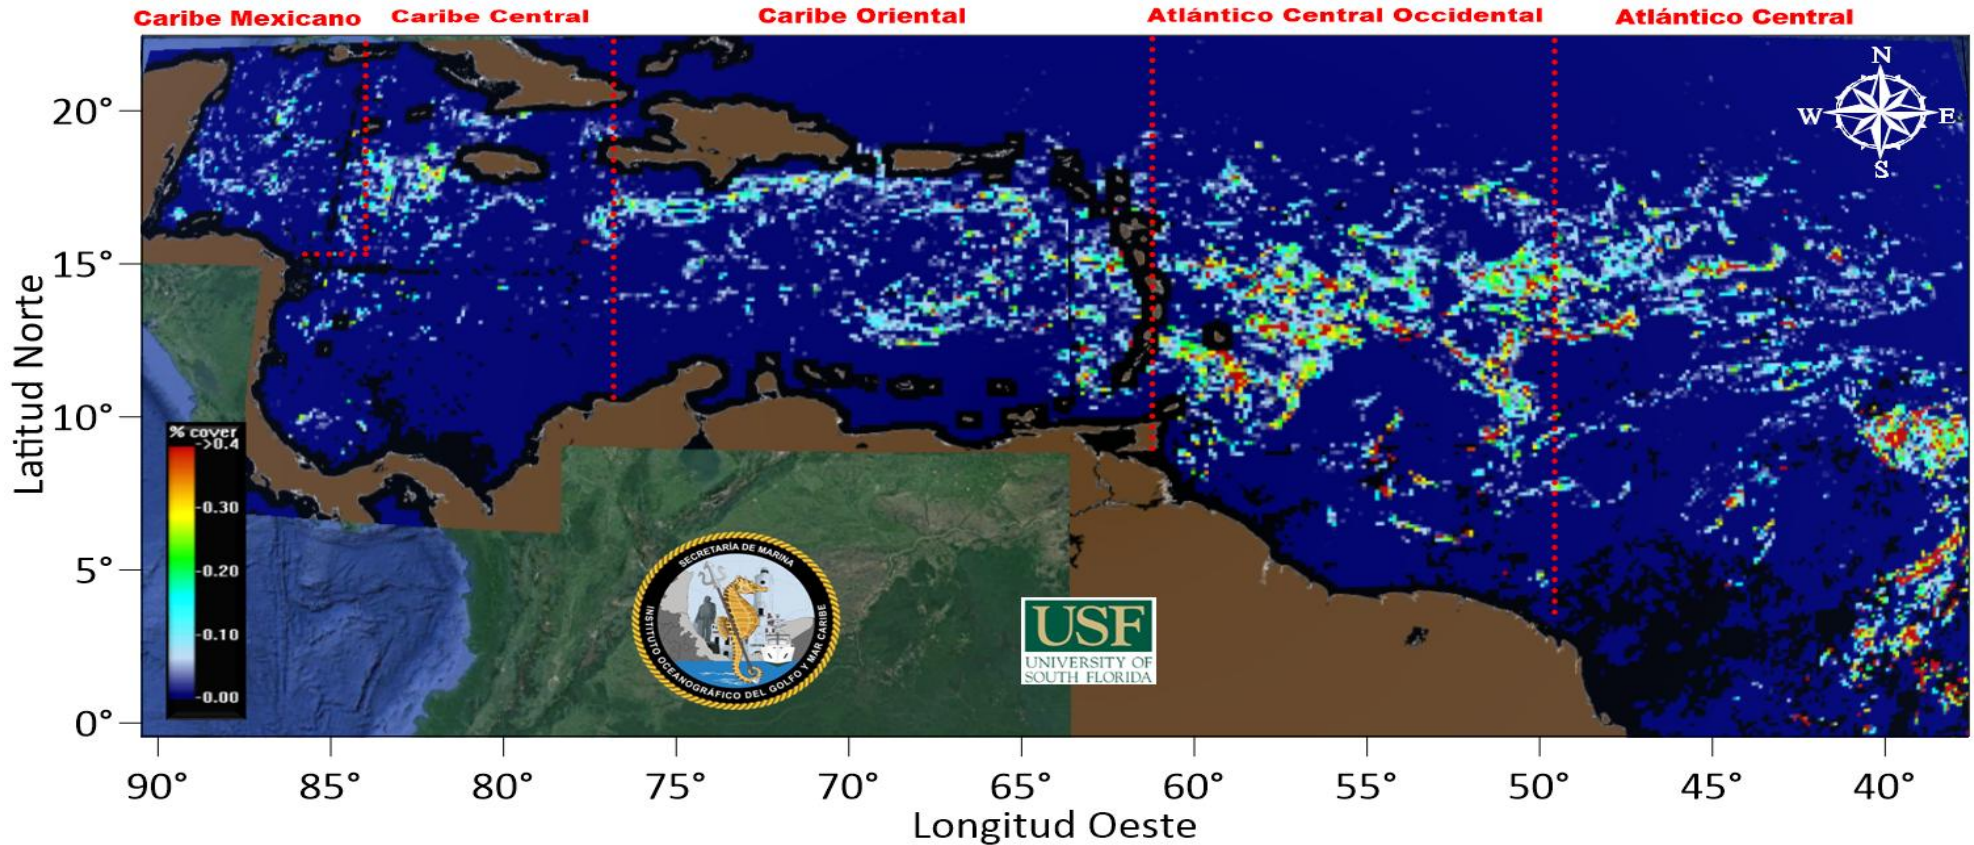 Caribe Mexicano
Caribe Central
Caribe Oriental
Atlántico Central Occidental
Atlántico Central
N
W
E
S
20°
15°
10°
5°
0°
Latitud Norte
% cover
->0.4
-0.30
-0.20
-0.10
-0.00
SECRETARÍA DE MARINA
INSTITUTO OCEANOGRÁFICO DEL GOLFO Y MAR CARIBE
USF
UNIVERSITY OF
SOUTH FLORIDA
90°
85°
80°
75°
70°
65°
60°
55°
50°
45°
40°
Longitud Oeste